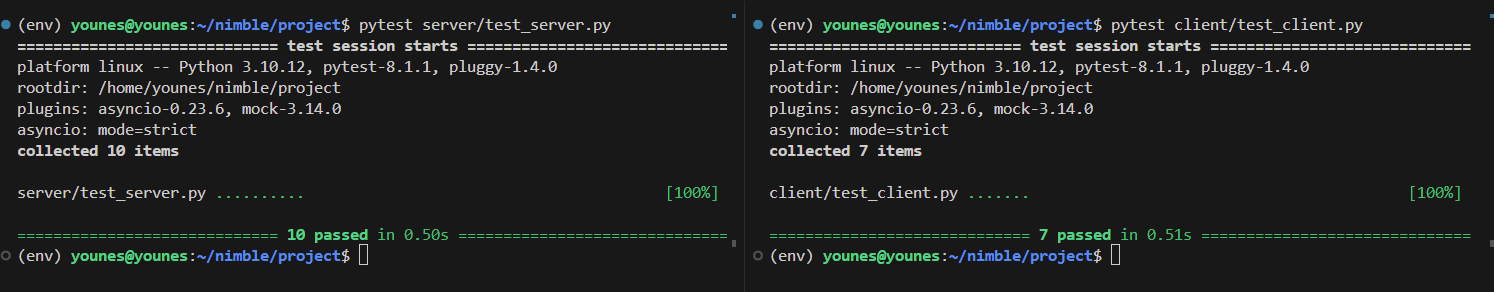 (env) younes@younes:~/nimble/project$ pytest server/test_server.py
============================= test session starts =============================
platform linux -- Python 3.10.12, pytest-8.1.1, pluggy-1.4.0
rootdir: /home/younes/nimble/project
plugins: asyncio-0.23.6, mock-3.14.0
asyncio: mode=strict
collected 10 items
server/test_server.py .......... [100%]
============================= 10 passed in 0.50s ==============================
(env) younes@younes:~/nimble/project$
(env) younes@younes:~/nimble/project$ pytest client/test_client.py
============================ test session starts =============================
platform linux -- Python 3.10.12, pytest-8.1.1, pluggy-1.4.0
rootdir: /home/younes/nimble/project
plugins: asyncio-0.23.6, mock-3.14.0
asyncio: mode=strict
collected 7 items
client/test_client.py ....... [100%]
============================= 7 passed in 0.51s ==============================
(env) younes@younes:~/nimble/project$